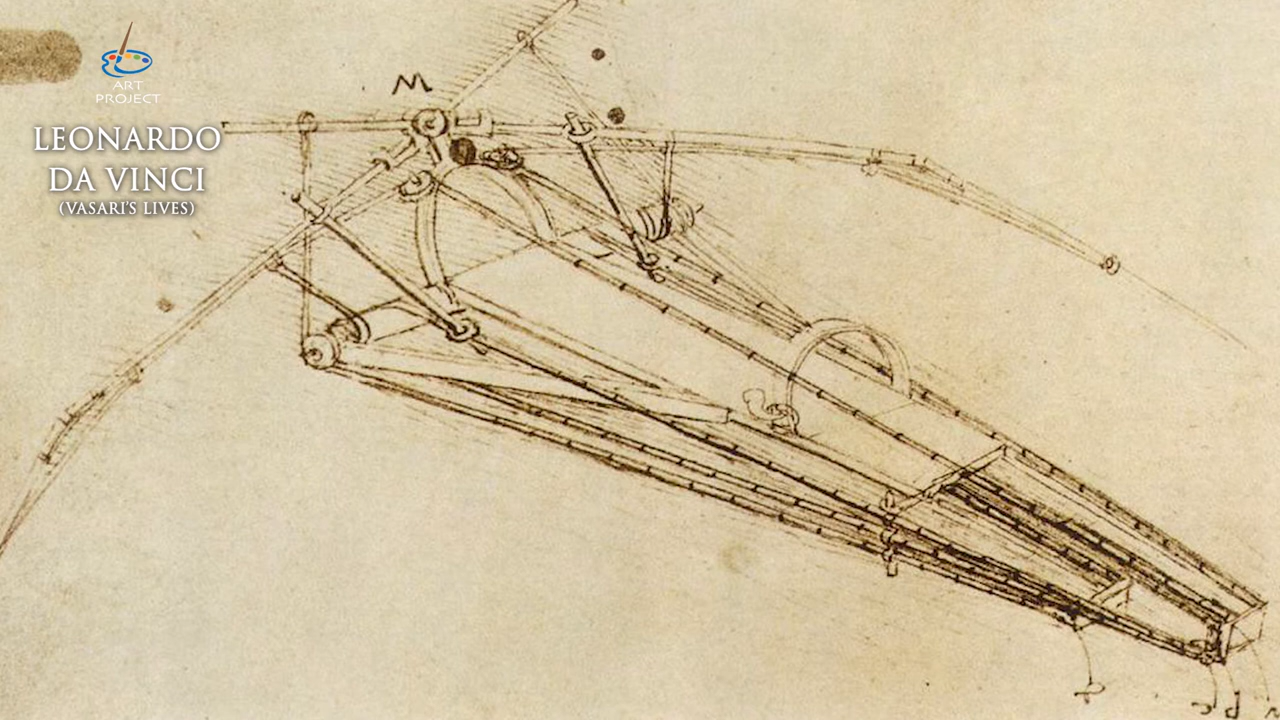 ART
PROJECT
LEONARDO
DA VINCI
(VASARI'S LIVES)
M